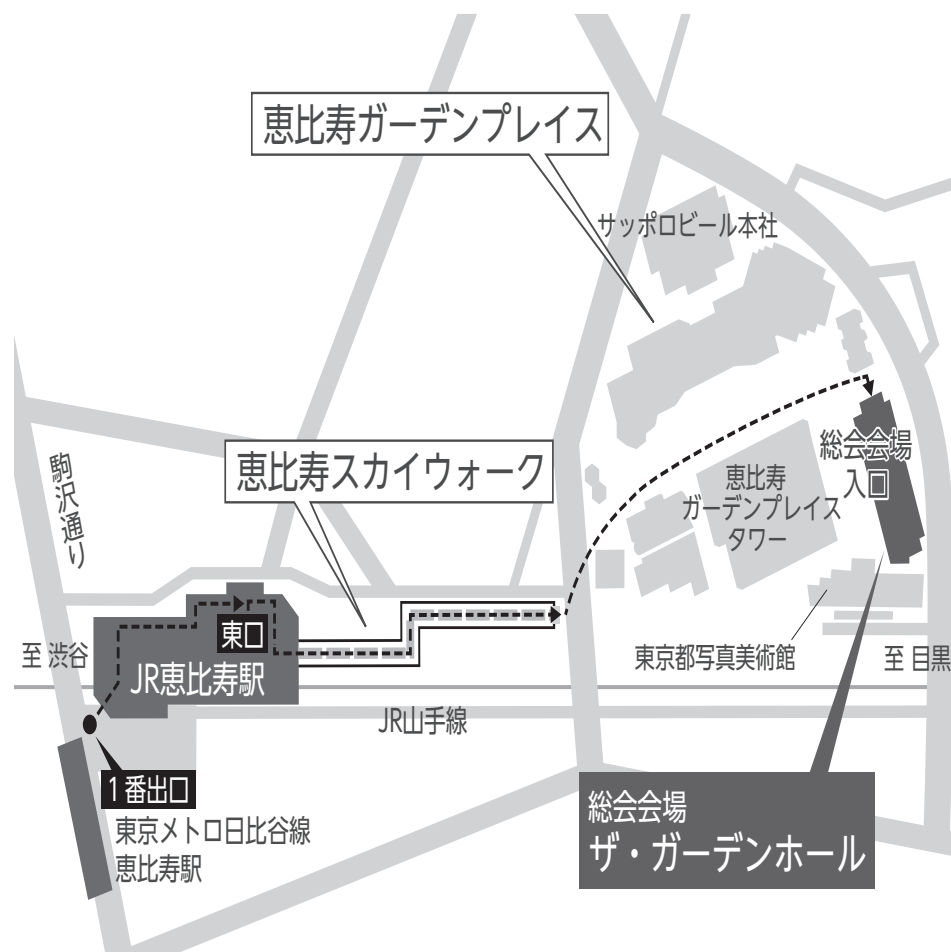 恵比寿ガーデンプレイス
サッポロビール本社
恵比寿スカイウォーク
総会会場
入口
恵比寿
ガーデンプレイス
タワー
駒沢通り
東口
至 渋谷
JR恵比寿駅
東京都写真美術館
至 目黒
JR山手線
1番出口
東京メトロ日比谷線
恵比寿駅
総会会場
ザ・ガーデンホール